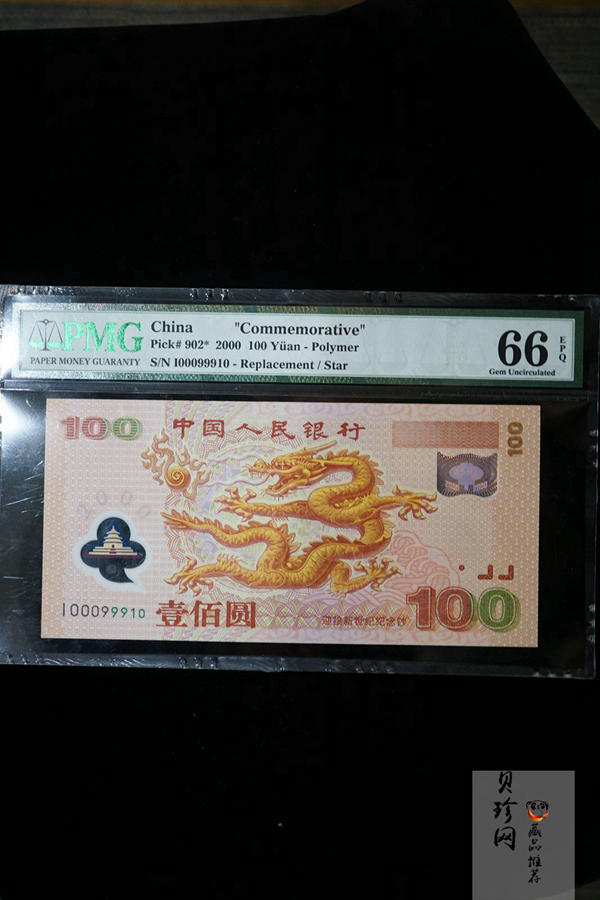 PMG
PAPER MONEY GUARANTY
China "Commemorative"
Pick# 902* 2000 100 Yüan - Polymer
S/N I00099910 - Replacement / Star
66 EPQ
Gem Uncirculated
100 中国人民银行 100
2000
I00099910 壹佰圆 迎接新世纪纪念钞 100
贝珍网
藏品推荐